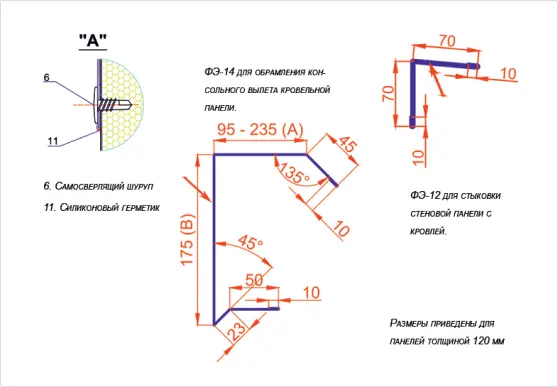 "А"
6
11
6. Самосверлящий шуруп
11. Силиконовый герметик
ФЭ-14 для обрамления кон-
сольного вылета кровельной
панели.
95 - 235 (А)
45
135°
10
175 (В)
45°
50
10
23
70
10
70
10
ФЭ-12 для стыковки
стеновой панели с
кровлей.
Размеры приведены для
панелей толщиной 120 мм